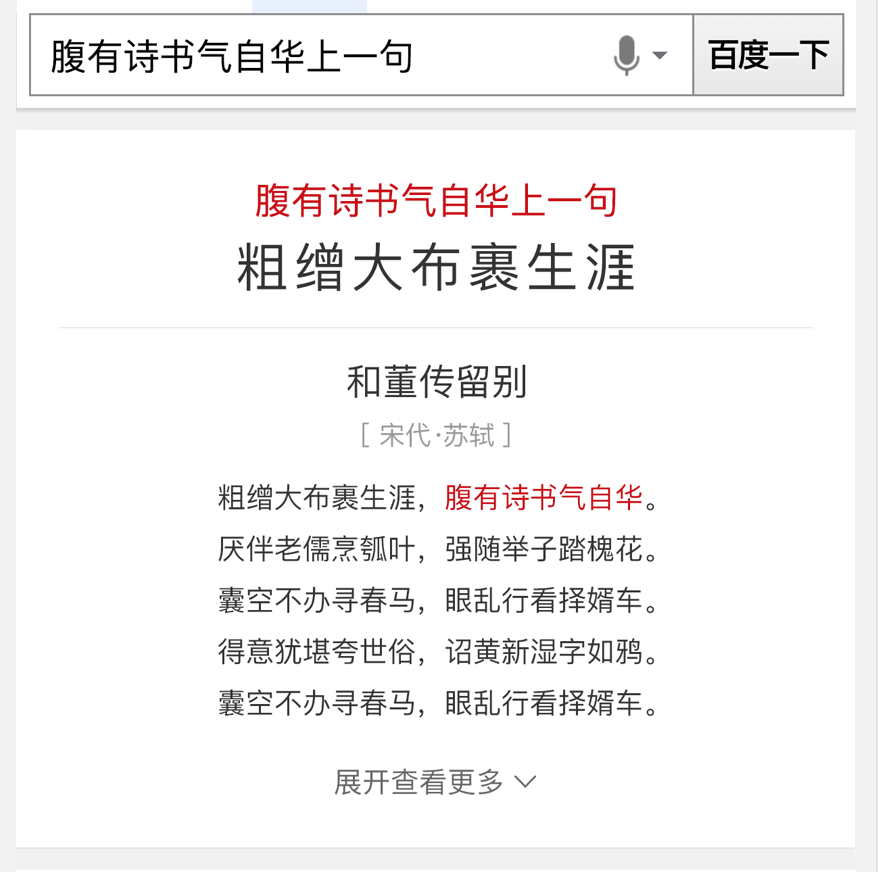 腹有诗书气自华上一句 百度一下
腹有诗书气自华上一句
粗缯大布裹生涯
和董传留别
[ 宋代·苏轼 ]
粗缯大布裹生涯，腹有诗书气自华。
厌伴老儒烹瓠叶，强随举子踏槐花。
囊空不办寻春马，眼乱行看择婿车。
得意犹堪夸世俗，诏黄新湿字如鸦。
囊空不办寻春马，眼乱行看择婿车。
展开查看更多